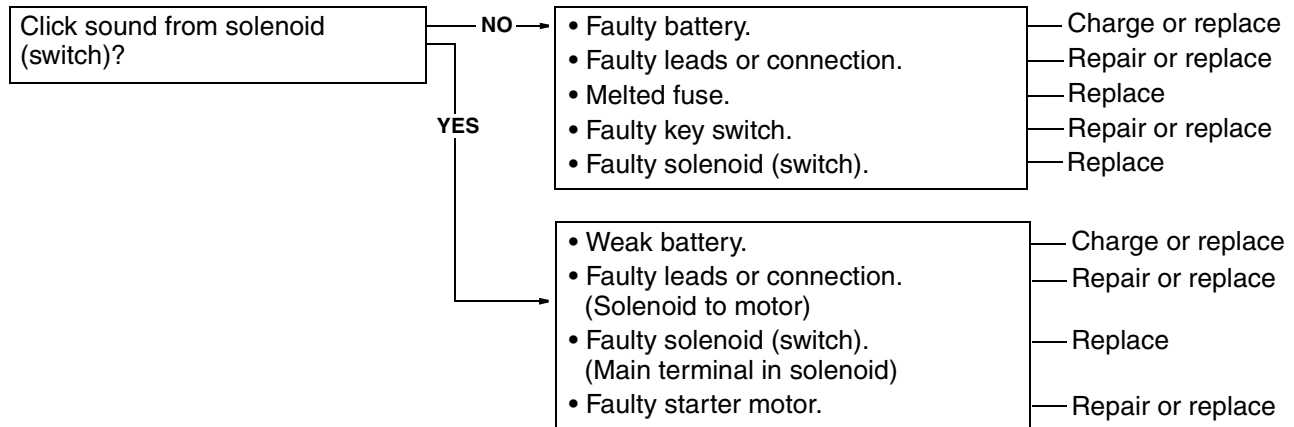 Click sound from solenoid
(switch)?
NO
YES
• Faulty battery.
Charge or replace
• Faulty leads or connection.
Repair or replace
• Melted fuse.
Replace
• Faulty key switch.
Repair or replace
• Faulty solenoid (switch).
Replace
• Weak battery.
Charge or replace
• Faulty leads or connection.
Repair or replace
(Solenoid to motor)
• Faulty solenoid (switch).
Replace
(Main terminal in solenoid)
• Faulty starter motor.
Repair or replace